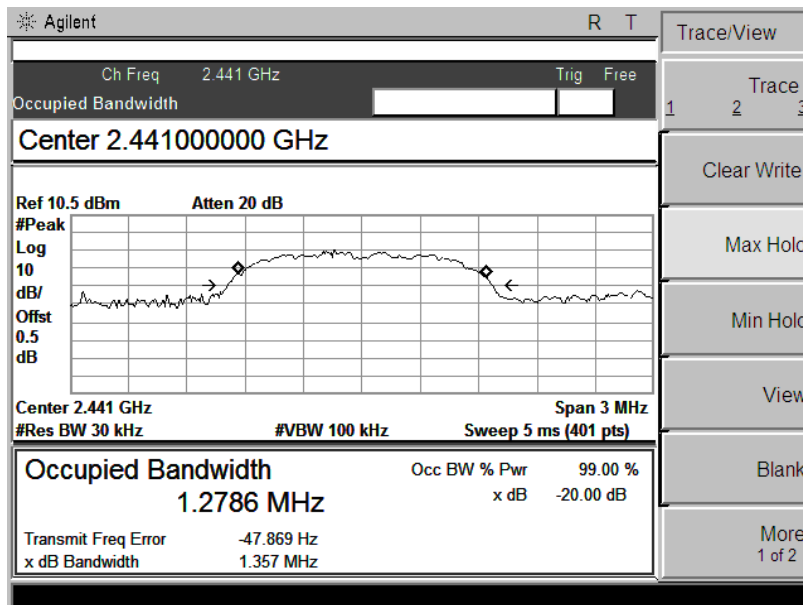 Agilent
R T
Trace/View
Ch Freq 2.441 GHz
Trig Free
Occupied Bandwidth
Trace
1 2 3
Center 2.441000000 GHz
Clear Write
Ref 10.5 dBm Atten 20 dB
#Peak
Log
10
dB/
Offst
0.5
dB
Max Hold
Min Hold
Center 2.441 GHz Span 3 MHz
#Res BW 30 kHz #VBW 100 kHz Sweep 5 ms (401 pts)
View
Occupied Bandwidth
1.2786 MHz
Occ BW % Pwr 99.00 %
x dB -20.00 dB
Blank
Transmit Freq Error -47.869 Hz
x dB Bandwidth 1.357 MHz
More
1 of 2